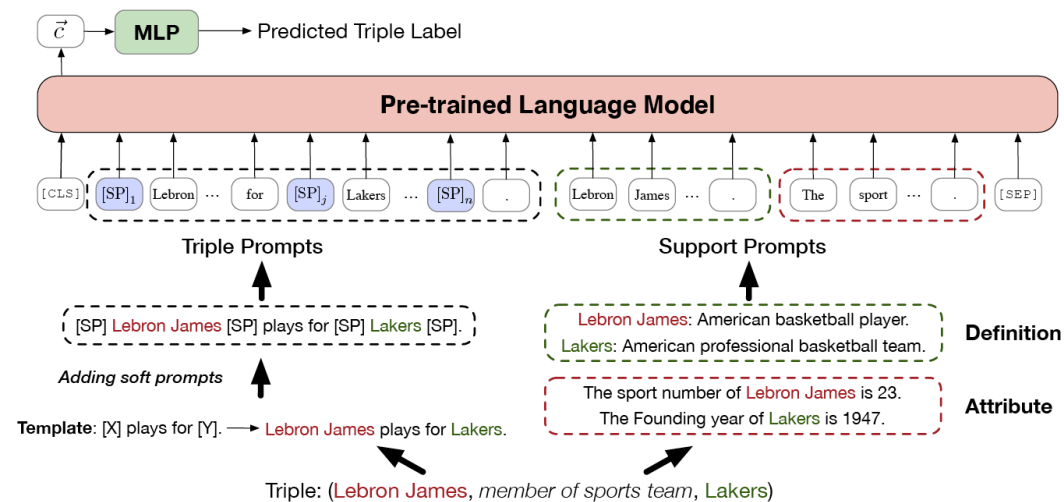 c MLP Predicted Triple Label
Pre-trained Language Model
[CLS] [SP]1 Lebron ... for [SP]j Lakers ... [SP]n . Lebron James ... . The sport ... . [SEP]
Triple Prompts Support Prompts
[SP] Lebron James [SP] plays for [SP] Lakers [SP].
Lebron James: American basketball player.
Lakers: American professional basketball team.
Definition
Adding soft prompts
The sport number of Lebron James is 23.
The Founding year of Lakers is 1947.
Attribute
Template: [X] plays for [Y]. Lebron James plays for Lakers.
Triple: (Lebron James, member of sports team, Lakers)